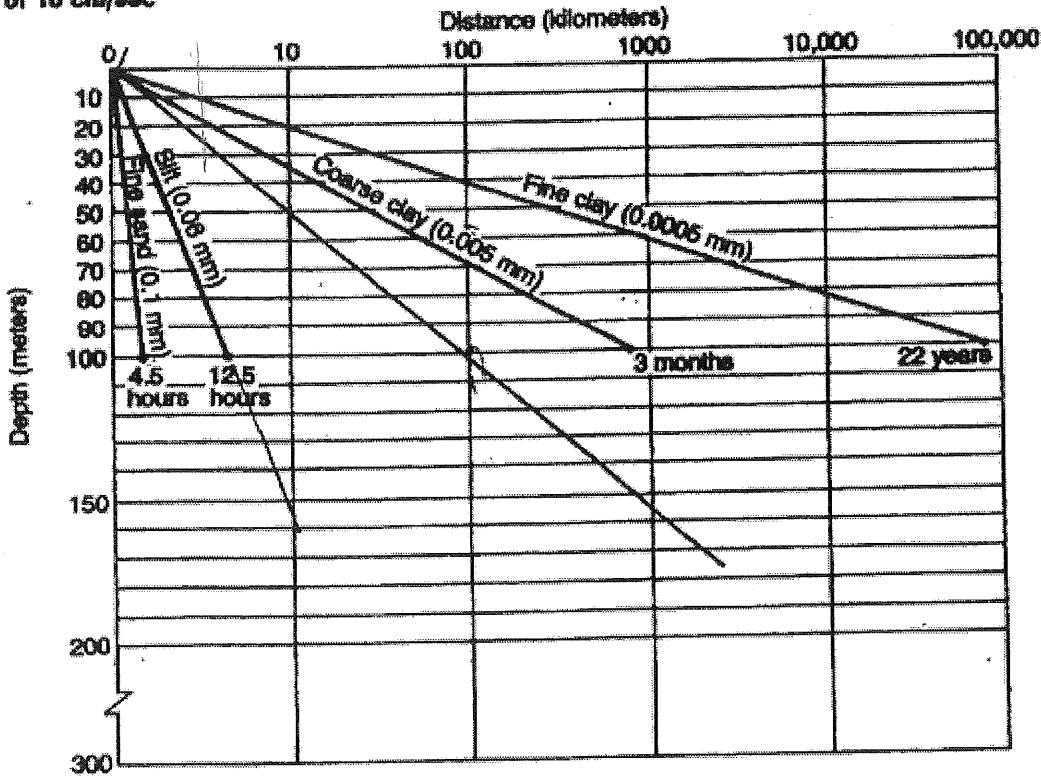 of 10 cm/sec
Distance (kilometers)
0/ 10 100 1000 10,000 100,000
10
20
30
40
50
60
70
80
90
100
150
200
300
Depth (meters)
Fine sand (0.1 mm)
Silt (0.06 mm)
Coarse clay (0.005 mm)
Fine clay (0.0005 mm)
4.5
hours
12.5
hours
3 months
22 years